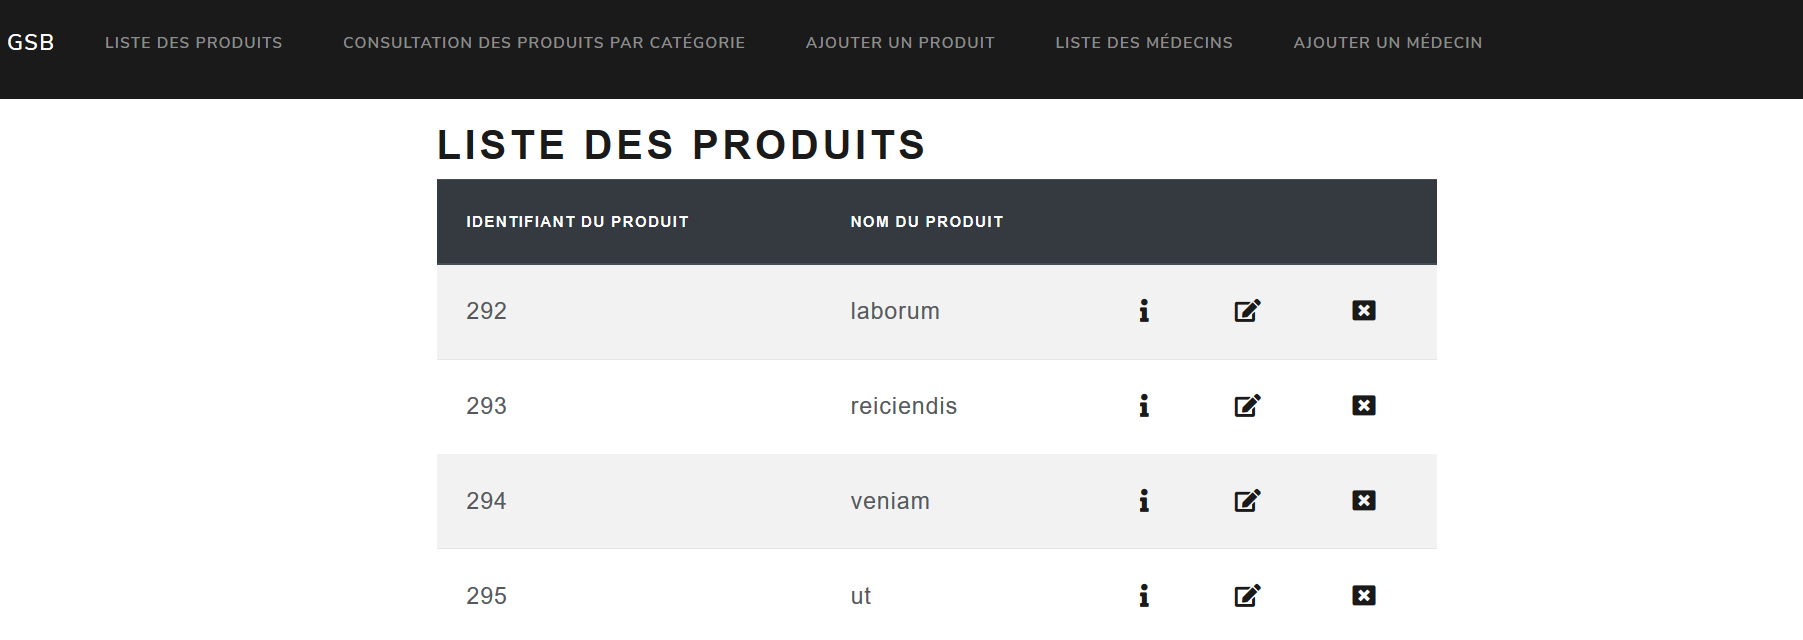 GSB LISTE DES PRODUITS CONSULTATION DES PRODUITS PAR CATÉGORIE AJOUTER UN PRODUIT LISTE DES MÉDECINS AJOUTER UN MÉDECIN
LISTE DES PRODUITS
IDENTIFIANT DU PRODUIT NOM DU PRODUIT
292 laborum
293 reiciendis
294 veniam
295 ut